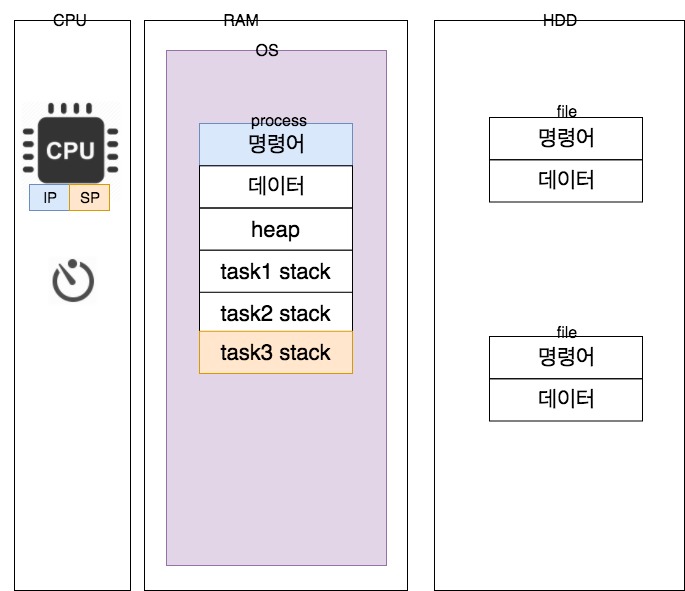 CPU
CPU
IP
SP
RAM
OS
process
명령어
데이터
heap
task1 stack
task2 stack
task3 stack
HDD
file
명령어
데이터
file
명령어
데이터